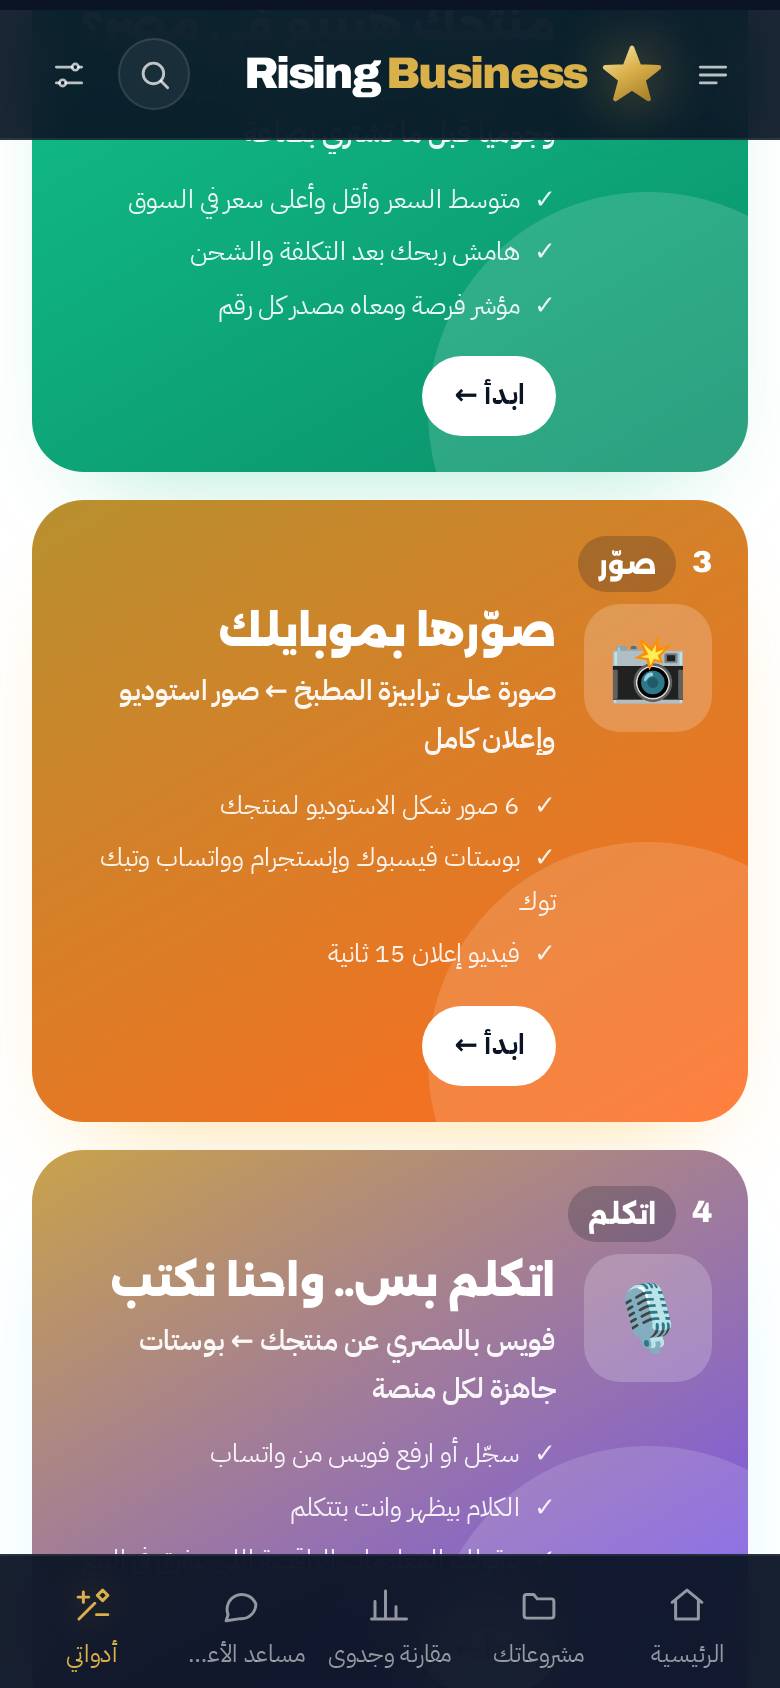 Rising Business
متوسط السعر وأقل وأعلى سعر في السوق
هامش ربحك بعد التكلفة والشحن
مؤشر فرصة ومعاه مصدر كل رقم
ابدأ ←
3 صوّر
صوّرها بموبايلك
صورة على ترابيزة المطبخ ← صور استوديو
وإعلان كامل
6 صور شكل الاستوديو لمنتجك
بوستات فيسبوك وإنستجرام وواتساب وتيك
توك
فيديو إعلان 15 ثانية
ابدأ ←
4 اتكلم
اتكلم بس.. واحنا نكتب
فويس بالمصري عن منتجك ← بوستات
جاهزة لكل منصة
سجّل أو ارفع فويس من واتساب
الكلام بيظهر وانت بتتكلم
الرئيسية
مشروعاتك
مقارنة وجدوى
مساعد الأع...
أدواتي